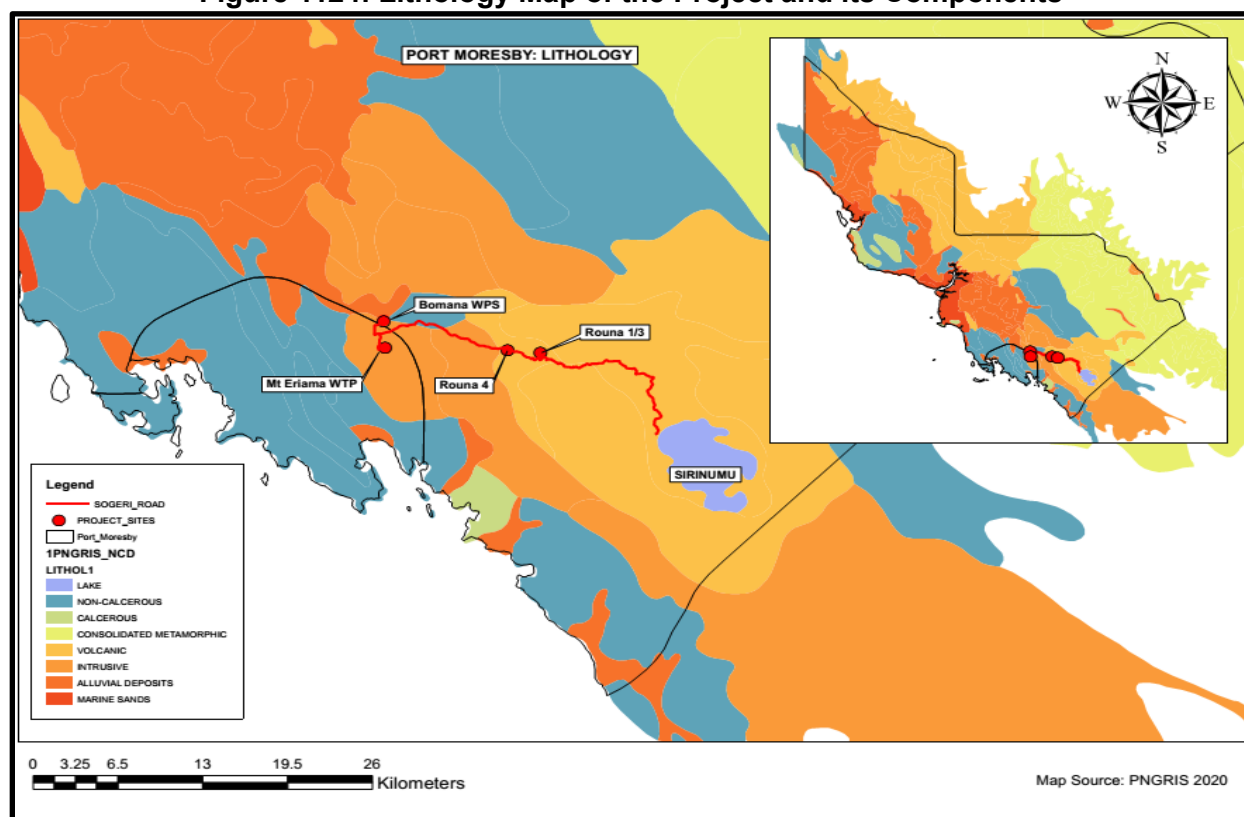 PORT MORESBY: LITHOLOGY
N
W E
S
Bomana WPS
Rouna 1/3
Mt Eriama WTP
Rouna 4
SIRINUMU
Legend
SOGERI_ROAD
PROJECT_SITES
Port_Moresby
1PNGRIS_NCD
LITHOL1
LAKE
NON-CALCEROUS
CALCEROUS
CONSOLIDATED METAMORPHIC
VOLCANIC
INTRUSIVE
ALLUVIAL DEPOSITS
MARINE SANDS
0 3.25 6.5 13 19.5 26
Kilometers
Map Source: PNGRIS 2020